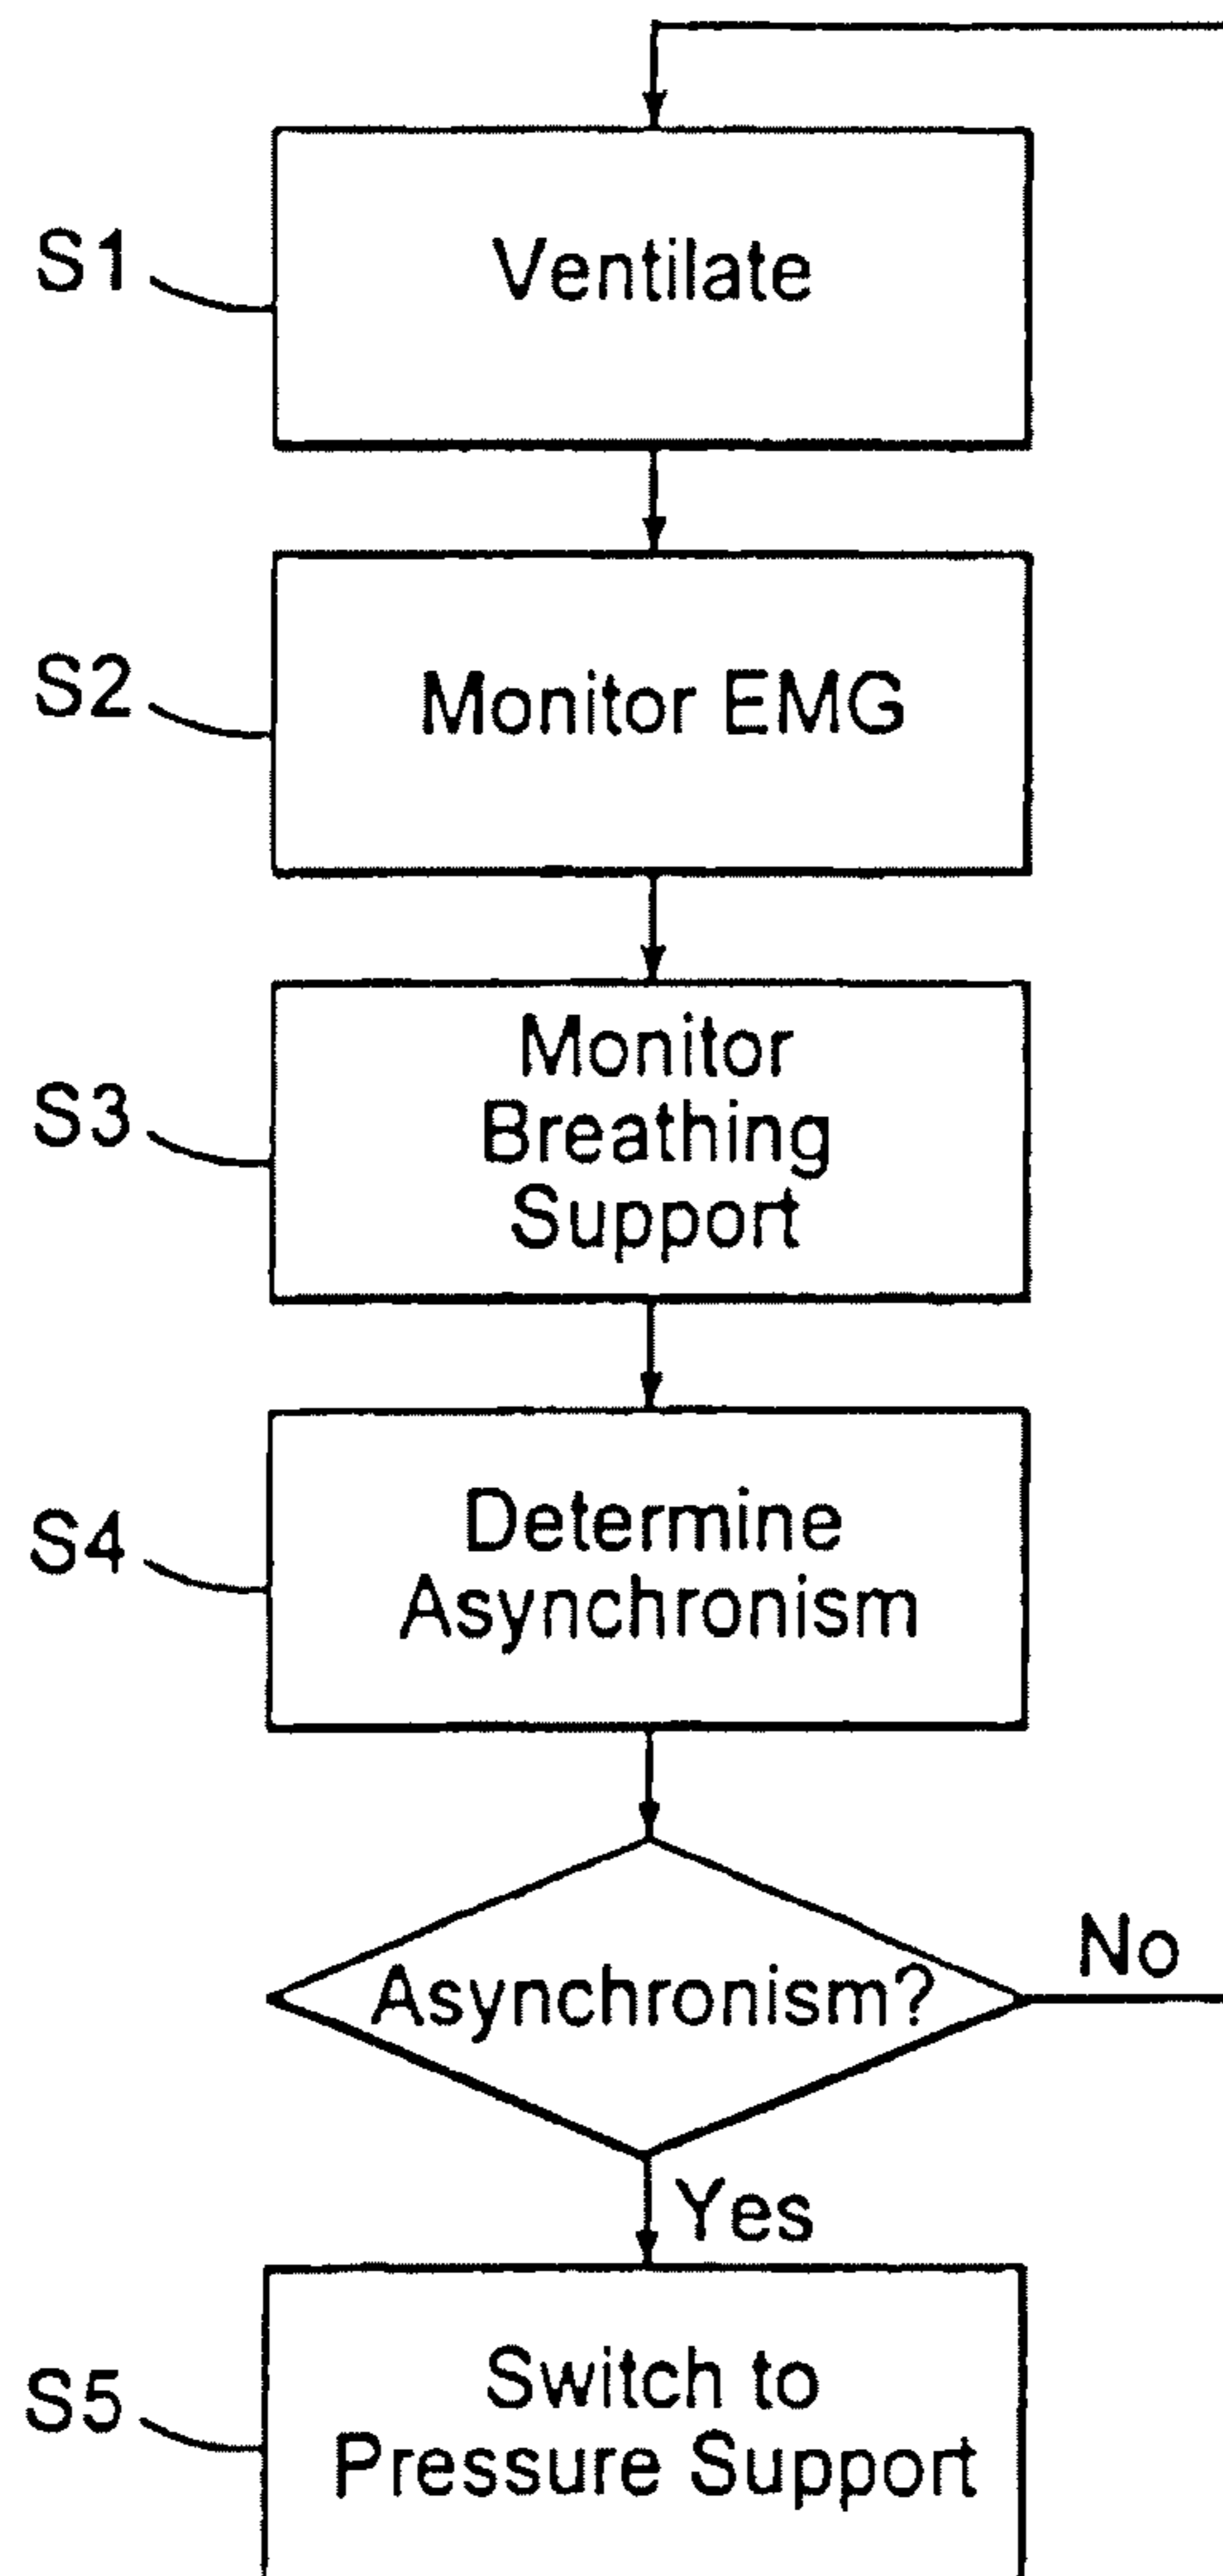 S1
Ventilate
S2
Monitor EMG
S3
Monitor
Breathing
Support
S4
Determine
Asynchronism
Asynchronism?
No
Yes
S5
Switch to
Pressure Support